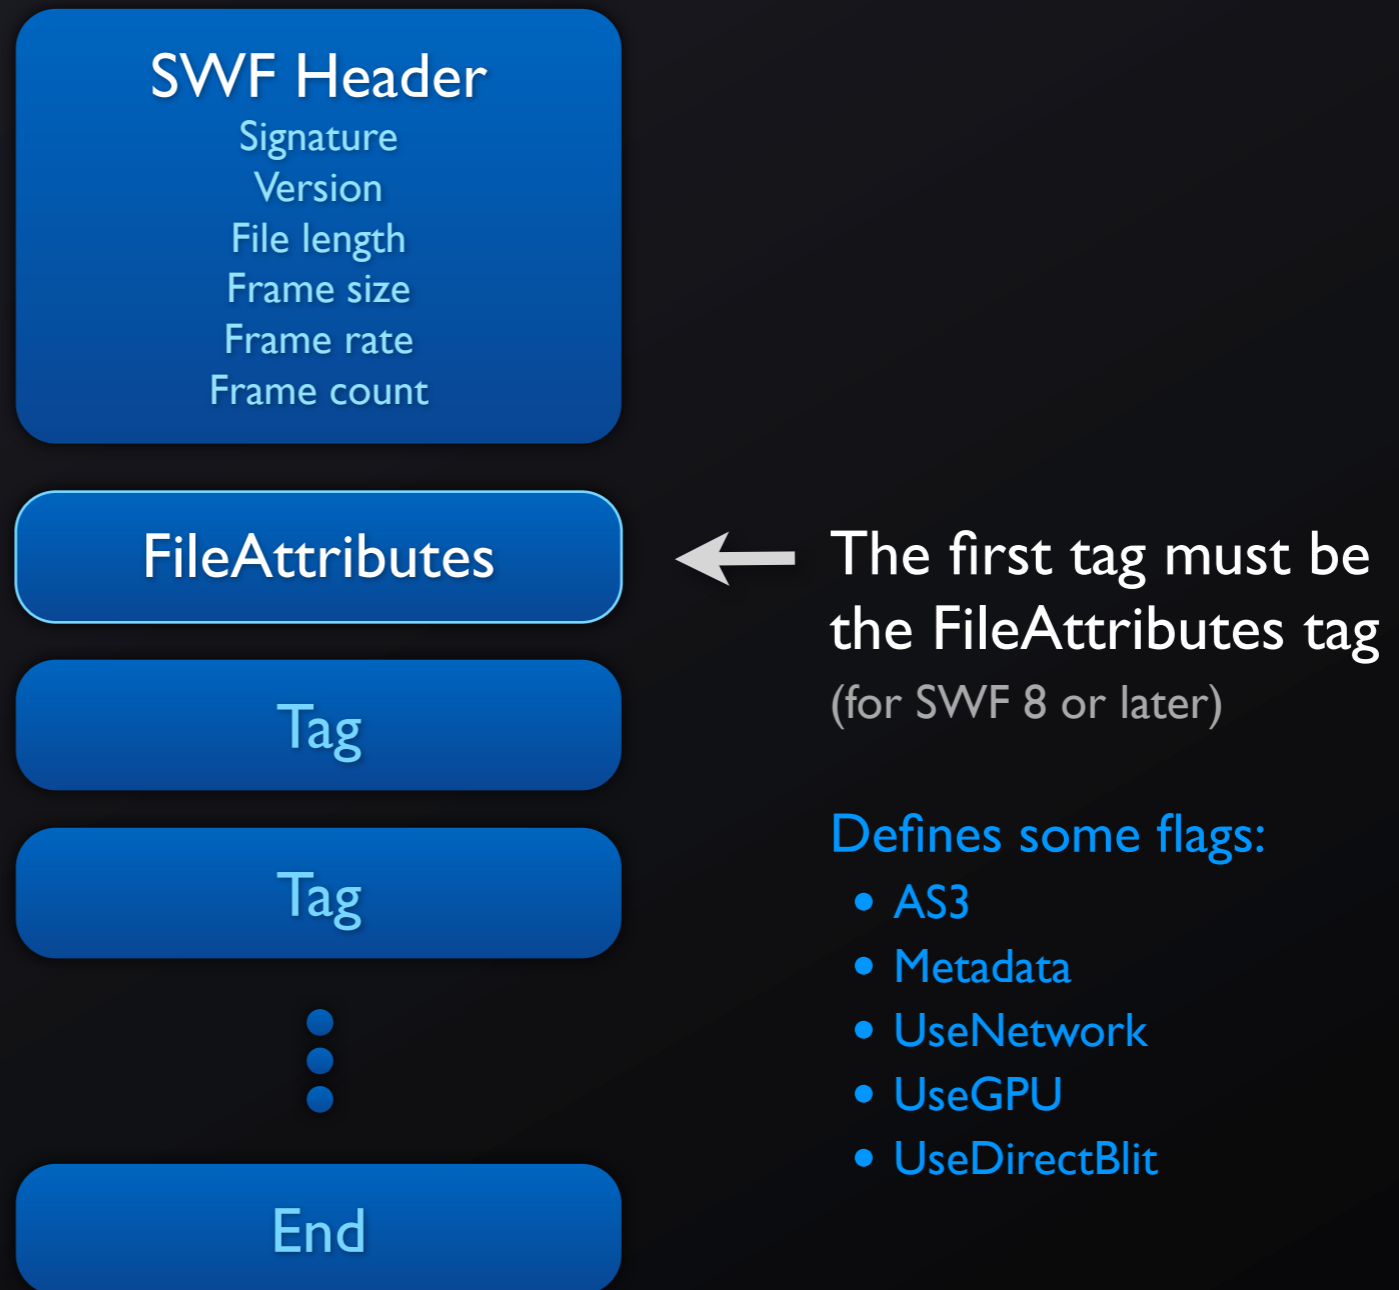 SWF Header
Signature
Version
File length
Frame size
Frame rate
Frame count
FileAttributes
Tag
Tag
End
The first tag must be
the FileAttributes tag
(for SWF 8 or later)
Defines some flags:
• AS3
• Metadata
• UseNetwork
• UseGPU
• UseDirectBlit